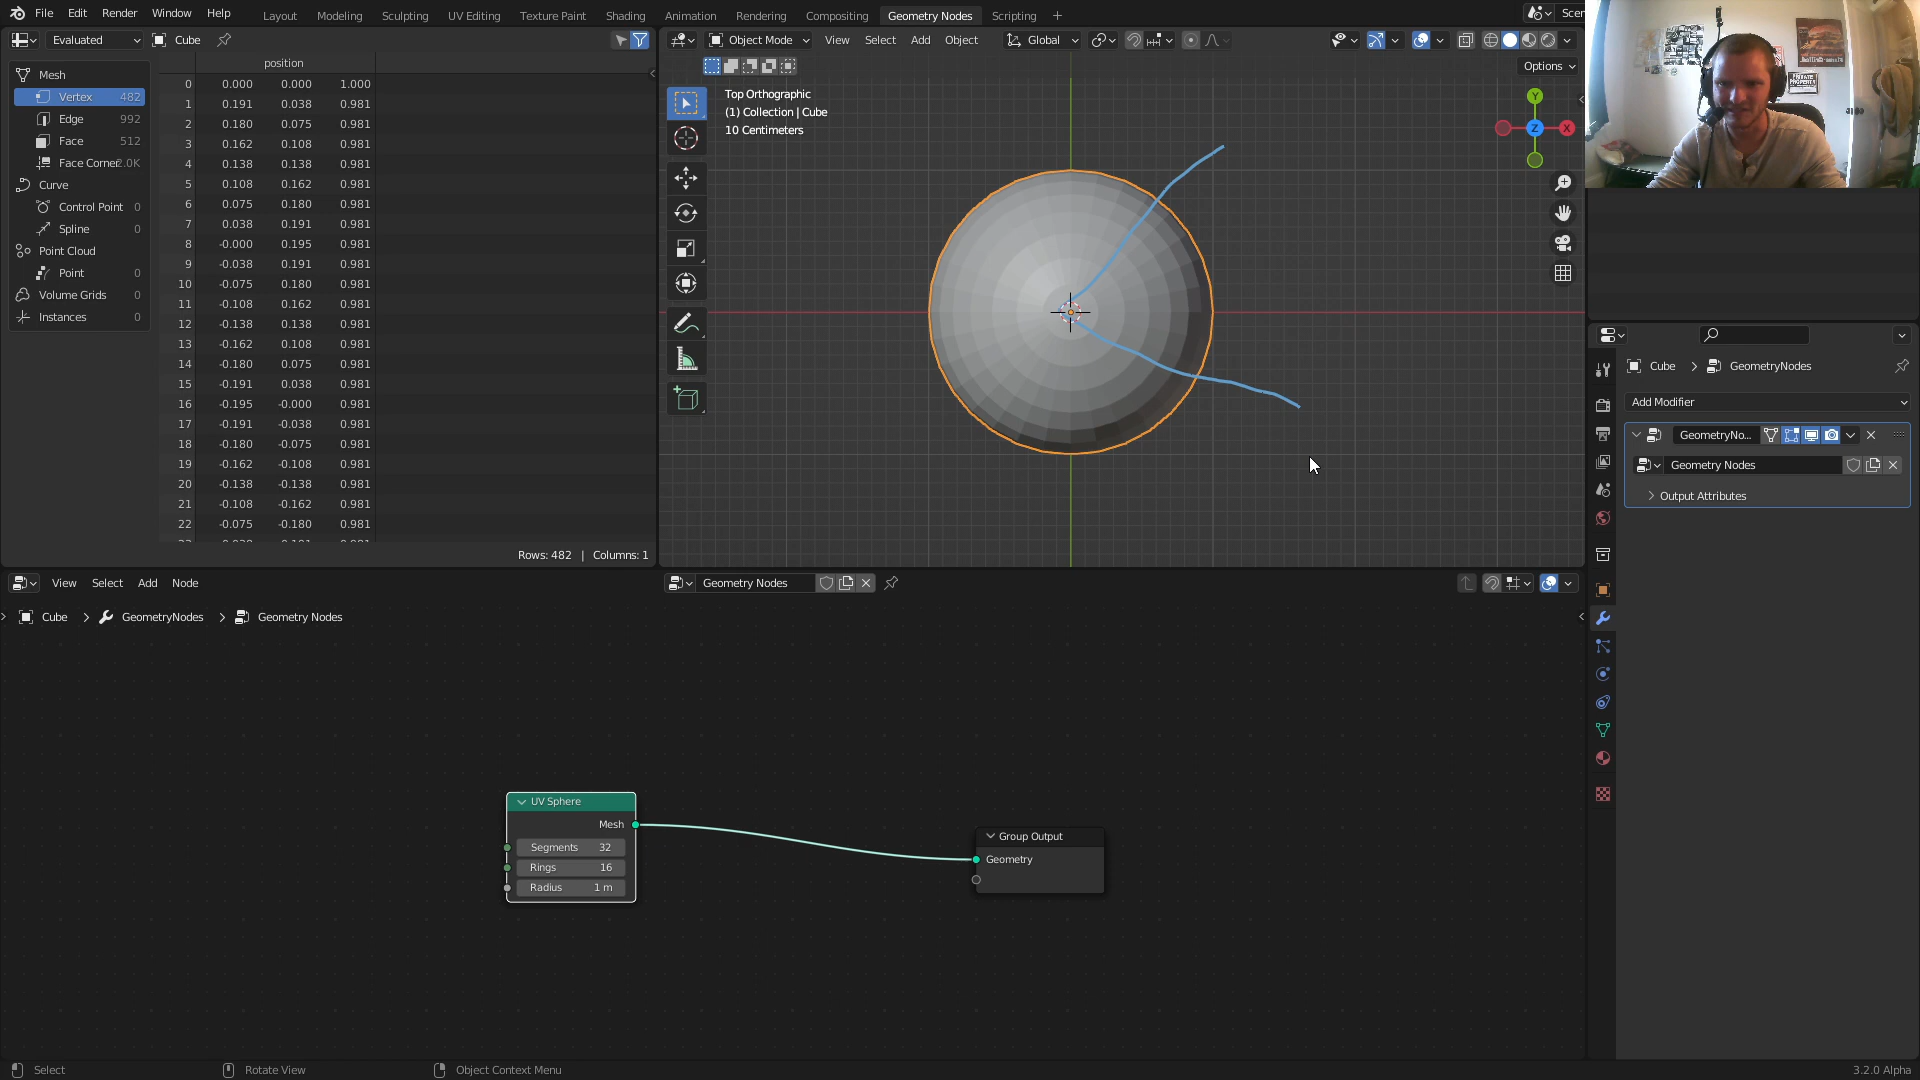 File Edit Render Window Help Layout Modeling Sculpting UV Editing Texture Paint Shading Animation Rendering Compositing Geometry Nodes Scripting + Scen
Evaluated Cube
Object Mode View Select Add Object Global
Options
position
Mesh
Vertex 482
Edge 992
Face 512
Face Corner 2.0K
Curve
Control Point 0
Spline 0
Point Cloud
Point 0
Volume Grids 0
Instances 0
0 0.000 0.000 1.000
1 0.191 0.038 0.981
2 0.180 0.075 0.981
3 0.162 0.108 0.981
4 0.138 0.138 0.981
5 0.108 0.162 0.981
6 0.075 0.180 0.981
7 0.038 0.191 0.981
8 -0.000 0.195 0.981
9 -0.038 0.191 0.981
10 -0.075 0.180 0.981
11 -0.108 0.162 0.981
12 -0.138 0.138 0.981
13 -0.162 0.108 0.981
14 -0.180 0.075 0.981
15 -0.191 0.038 0.981
16 -0.195 -0.000 0.981
17 -0.191 -0.038 0.981
18 -0.180 -0.075 0.981
19 -0.162 -0.108 0.981
20 -0.138 -0.138 0.981
21 -0.108 -0.162 0.981
22 -0.075 -0.180 0.981
Rows: 482 | Columns: 1
Top Orthographic
(1) Collection | Cube
10 Centimeters
Y
Z X
PRIVATE
PROPERTY
Cube GeometryNodes
Add Modifier
GeometryNo...
Geometry Nodes
Output Attributes
View Select Add Node
Geometry Nodes
Cube GeometryNodes Geometry Nodes
UV Sphere
Mesh
Segments 32
Rings 16
Radius 1 m
Group Output
Geometry
Select Rotate View Object Context Menu
3.2.0 Alpha